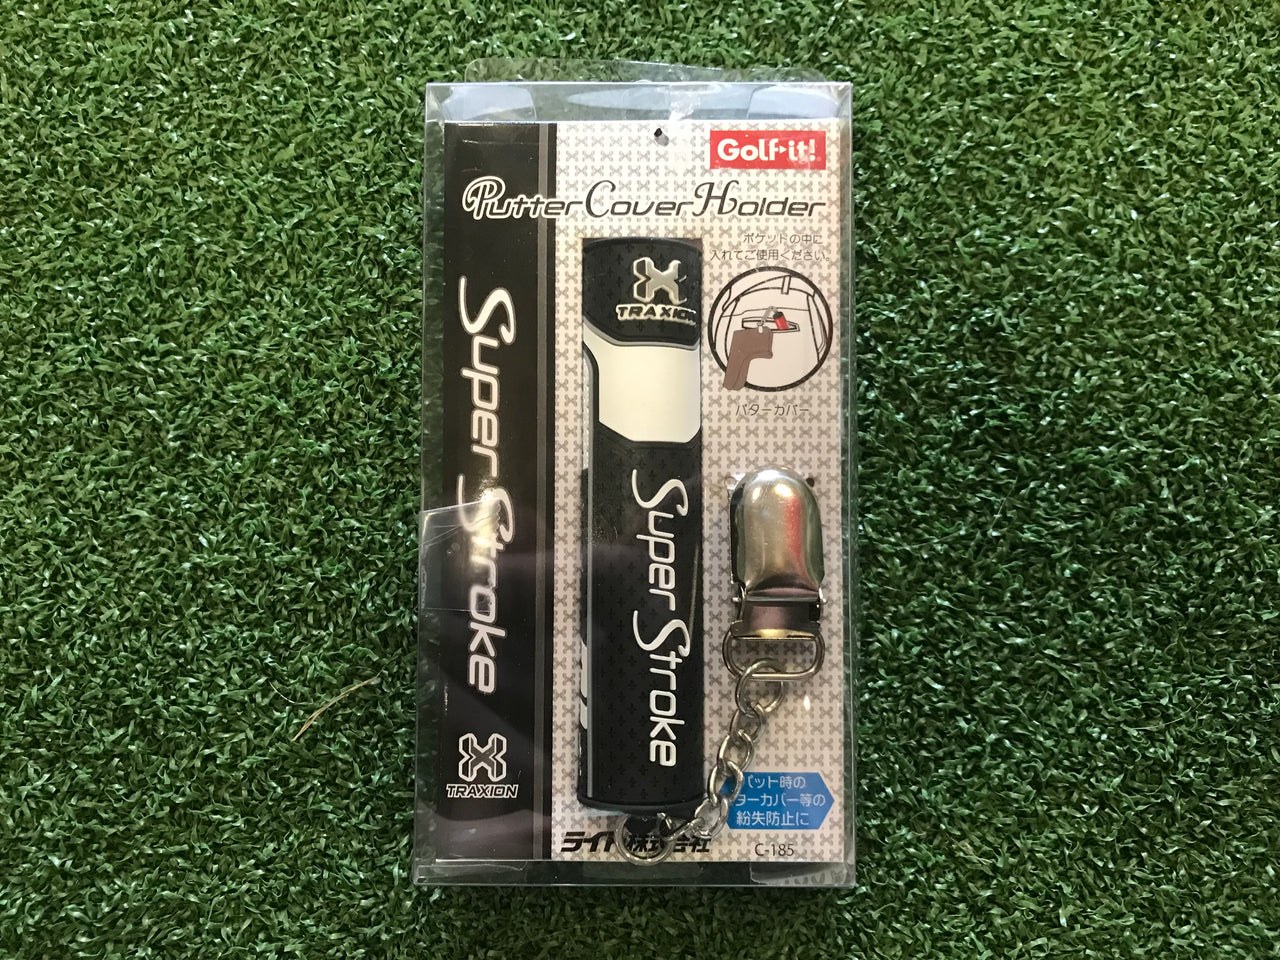 Golf it!
Putter Cover Holder
ポケットの中に
入れてご使用ください。
パターカバー
Super Stroke
TRAXION
TRAXION
Super Stroke
パット時の
ターカバー等の
紛失防止に
ライト株式会社
C-185